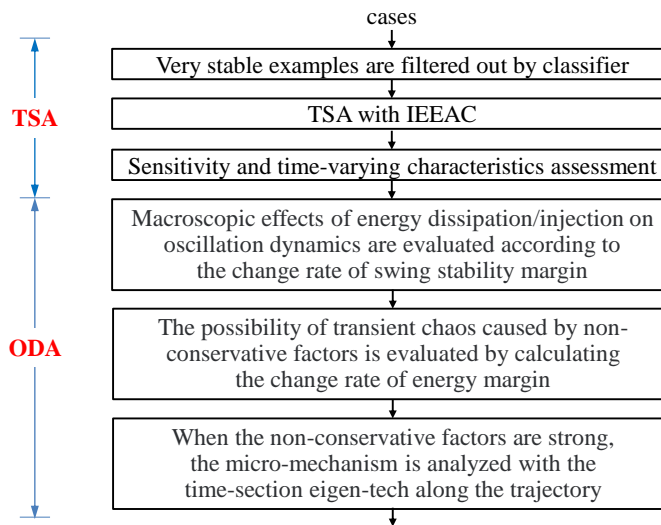 cases
Very stable examples are filtered out by classifier
TSA
TSA with IEEAC
Sensitivity and time-varying characteristics assessment
Macroscopic effects of energy dissipation/injection on
oscillation dynamics are evaluated according to
the change rate of swing stability margin
ODA
The possibility of transient chaos caused by non-
conservative factors is evaluated by calculating
the change rate of energy margin
When the non-conservative factors are strong,
the micro-mechanism is analyzed with the
time-section eigen-tech along the trajectory